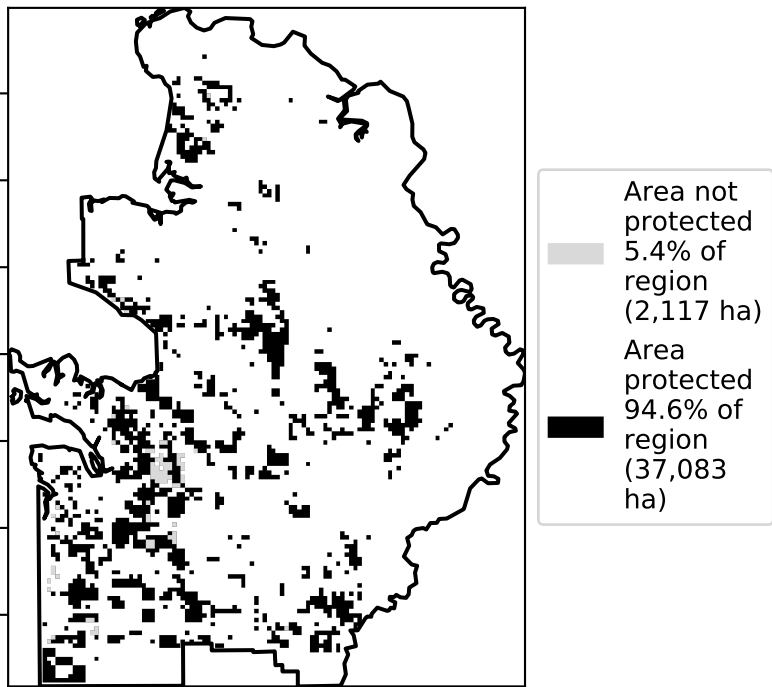 Area not
protected
5.4% of
region
(2,117 ha)
Area
protected
94.6% of
region
(37,083
ha)